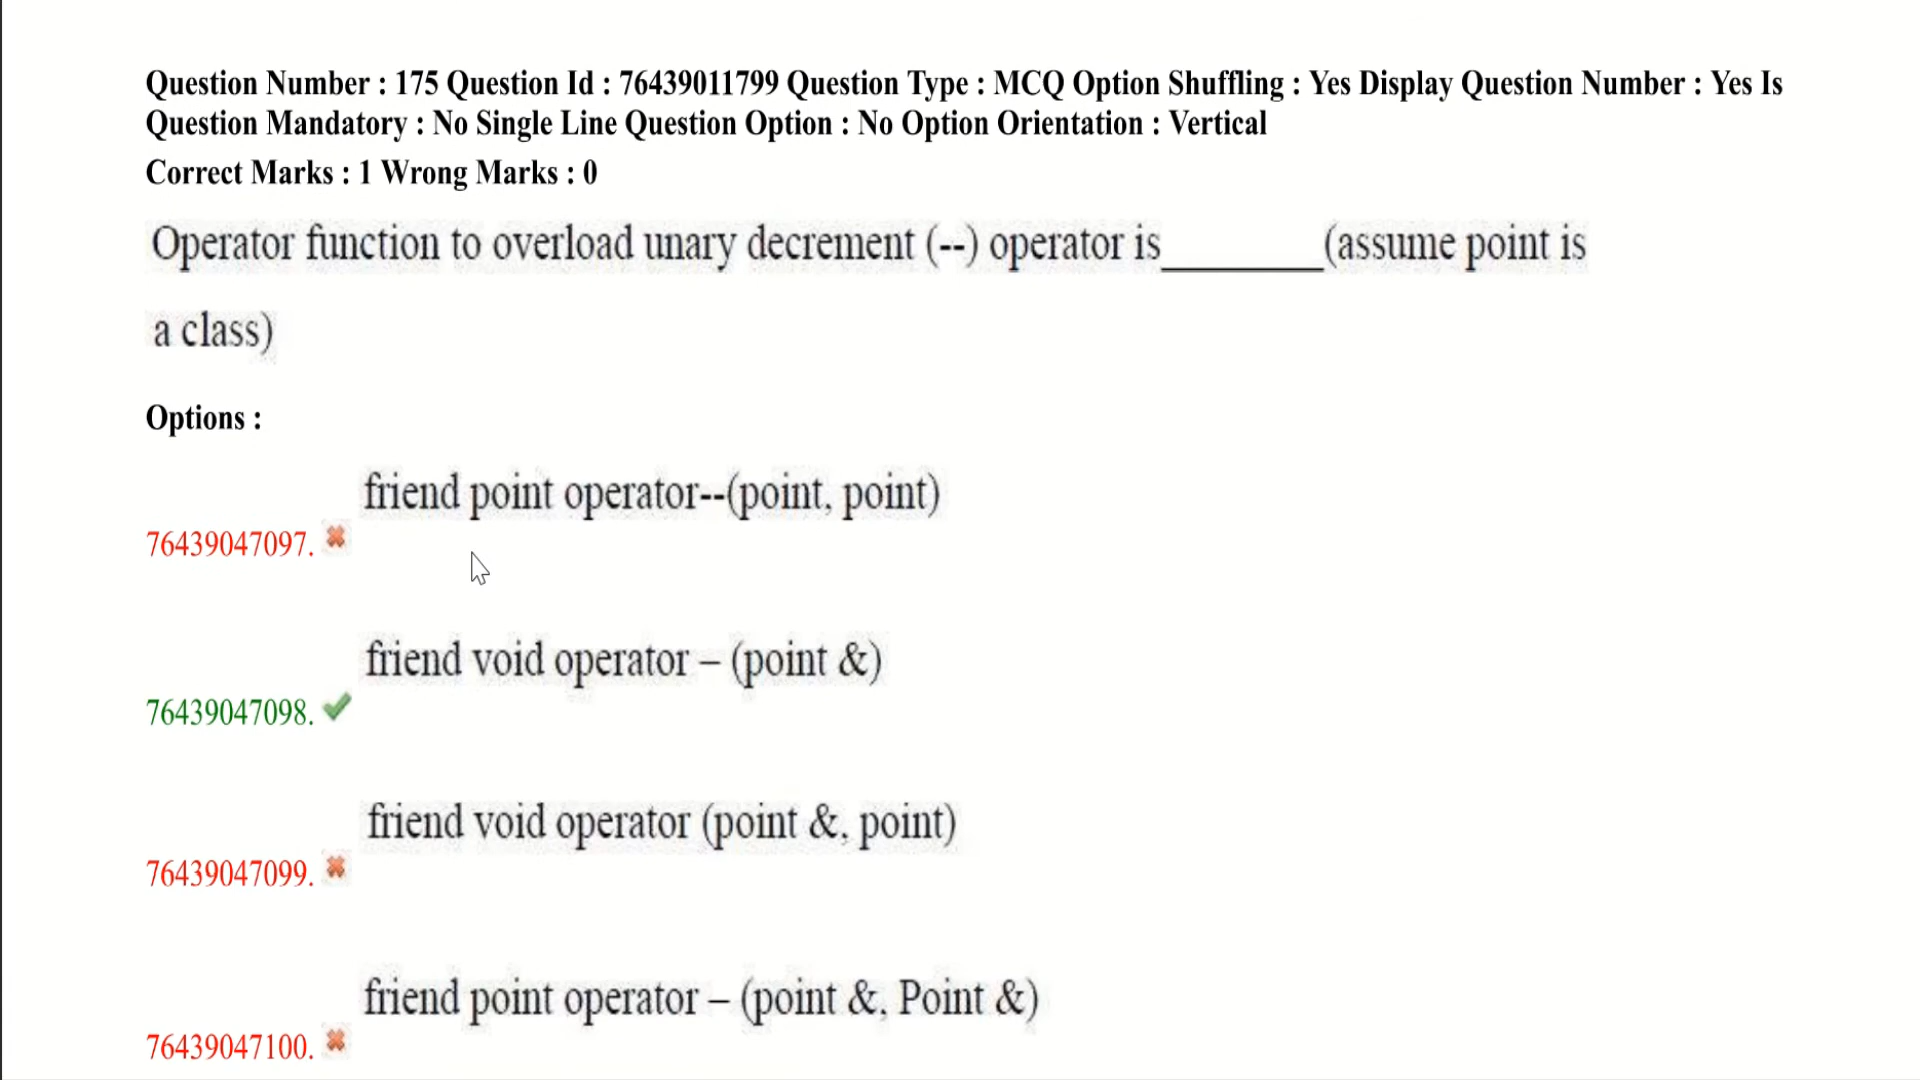 Question Number : 175 Question Id : 76439011799 Question Type : MCQ Option Shuffling : Yes Display Question Number : Yes Is
Question Mandatory : No Single Line Question Option : No Option Orientation : Vertical
Correct Marks : 1 Wrong Marks : 0
Operator function to overload unary decrement (--) operator is________(assume point is
a class)
Options :
friend point operator--(point, point)
76439047097.
friend void operator – (point &)
76439047098.
friend void operator (point &, point)
76439047099.
friend point operator – (point &, Point &)
76439047100.